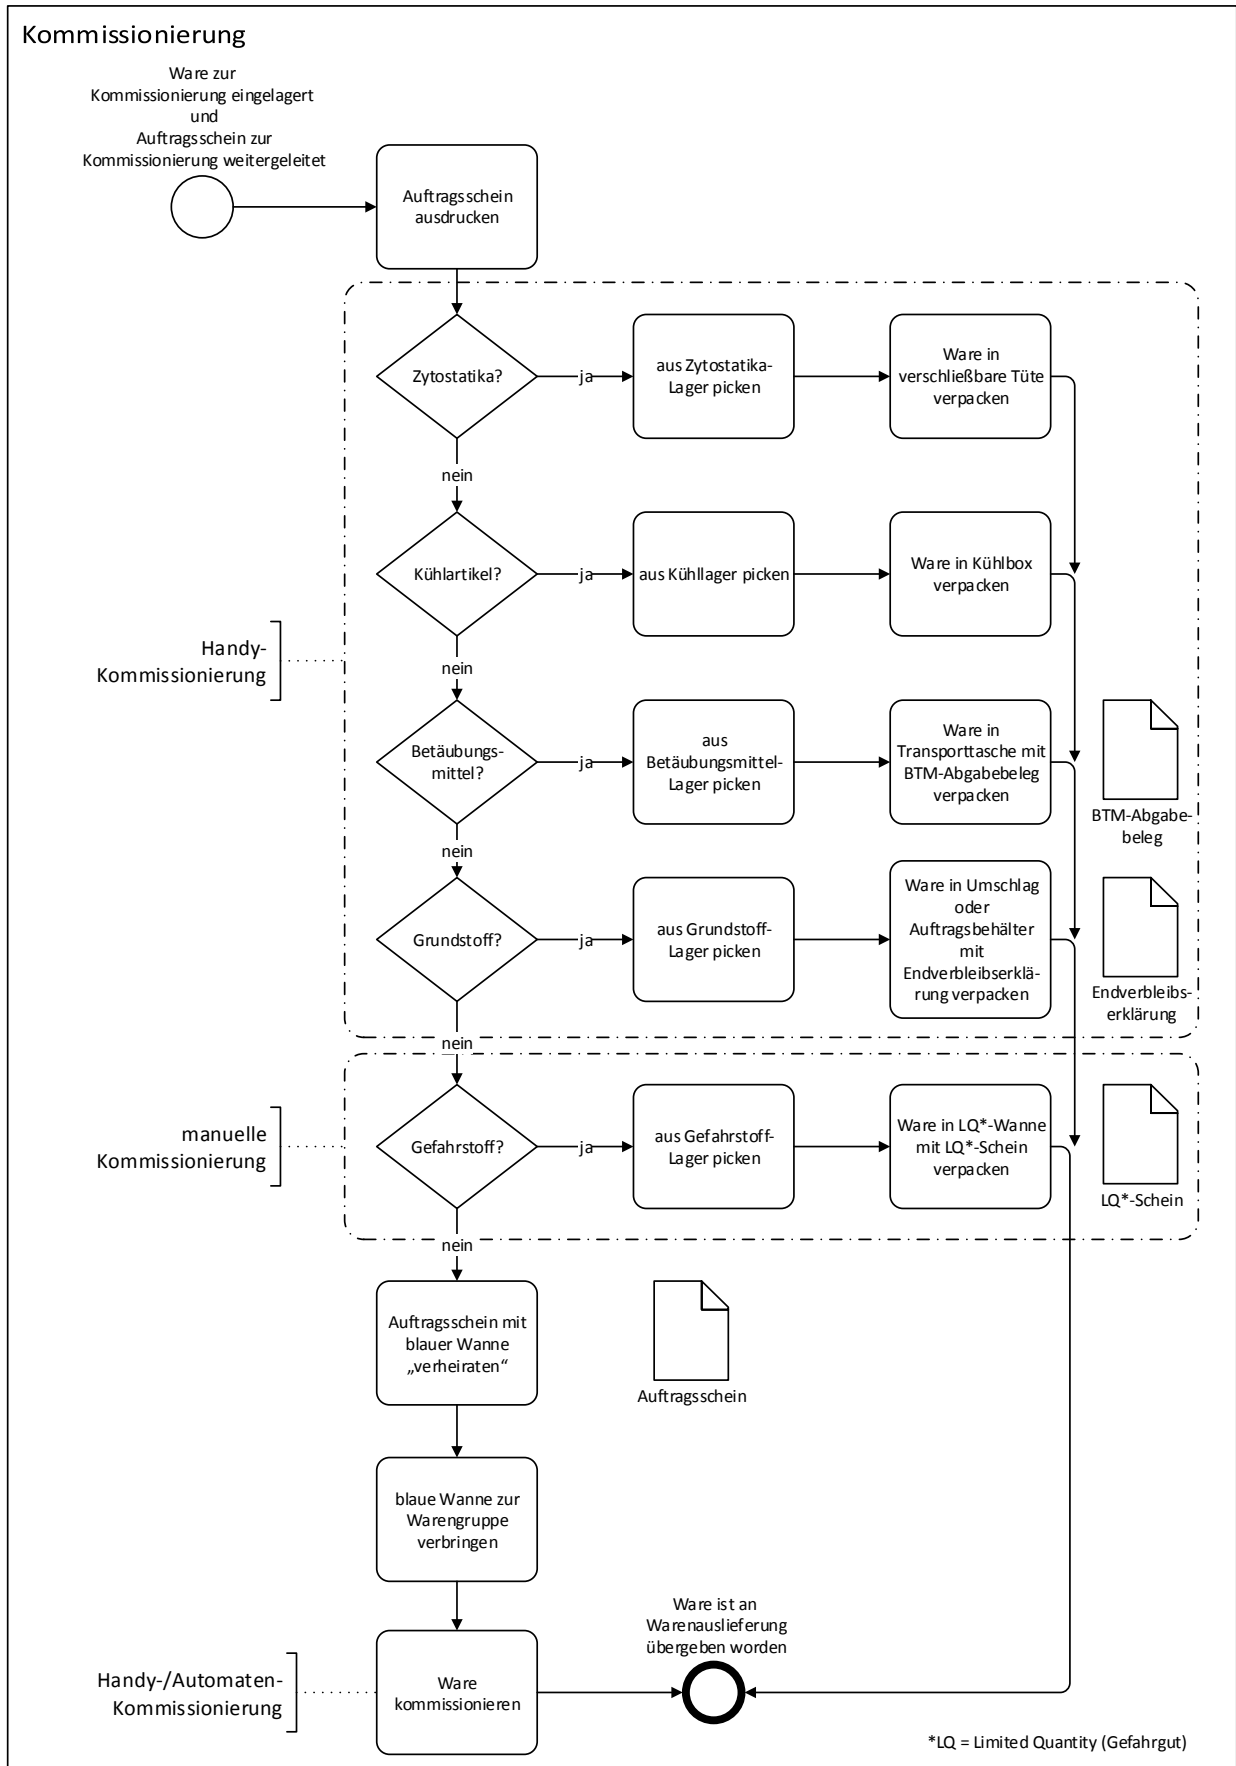 Kommissionierung
Ware zur
Kommissionierung eingelagert
und
Auftragsschein zur
Kommissionierung weitergeleitet
Auftragsschein
ausdrucken
Zytostatika?
ja
aus Zytostatika-
Lager picken
Ware in
verschließbare Tüte
verpacken
nein
Kühlartikel?
ja
aus Kühllager picken
Ware in Kühlbox
verpacken
Handy-
Kommissionierung
nein
Betäubungs-
mittel?
ja
aus
Betäubungsmittel-
Lager picken
Ware in
Transporttasche mit
BTM-Abgabebeleg
verpacken
BTM-Abgabe-
beleg
nein
Grundstoff?
ja
aus Grundstoff-
Lager picken
Ware in Umschlag
oder
Auftragsbehälter
mit
Endverbleibserklä-
rung verpacken
Endverbleibs-
erklärung
nein
manuelle
Kommissionierung
Gefahrstoff?
ja
aus Gefahrstoff-
Lager picken
Ware in LQ*-Wanne
mit LQ*-Schein
verpacken
LQ*-Schein
nein
Auftragsschein mit
blauer Wanne
„verheiraten“
Auftragsschein
blaue Wanne zur
Warengruppe
verbringen
Handy-/Automaten-
Kommissionierung
Ware
kommissionieren
Ware ist an
Warenauslieferung
übergeben worden
*LQ = Limited Quantity (Gefahrgut)